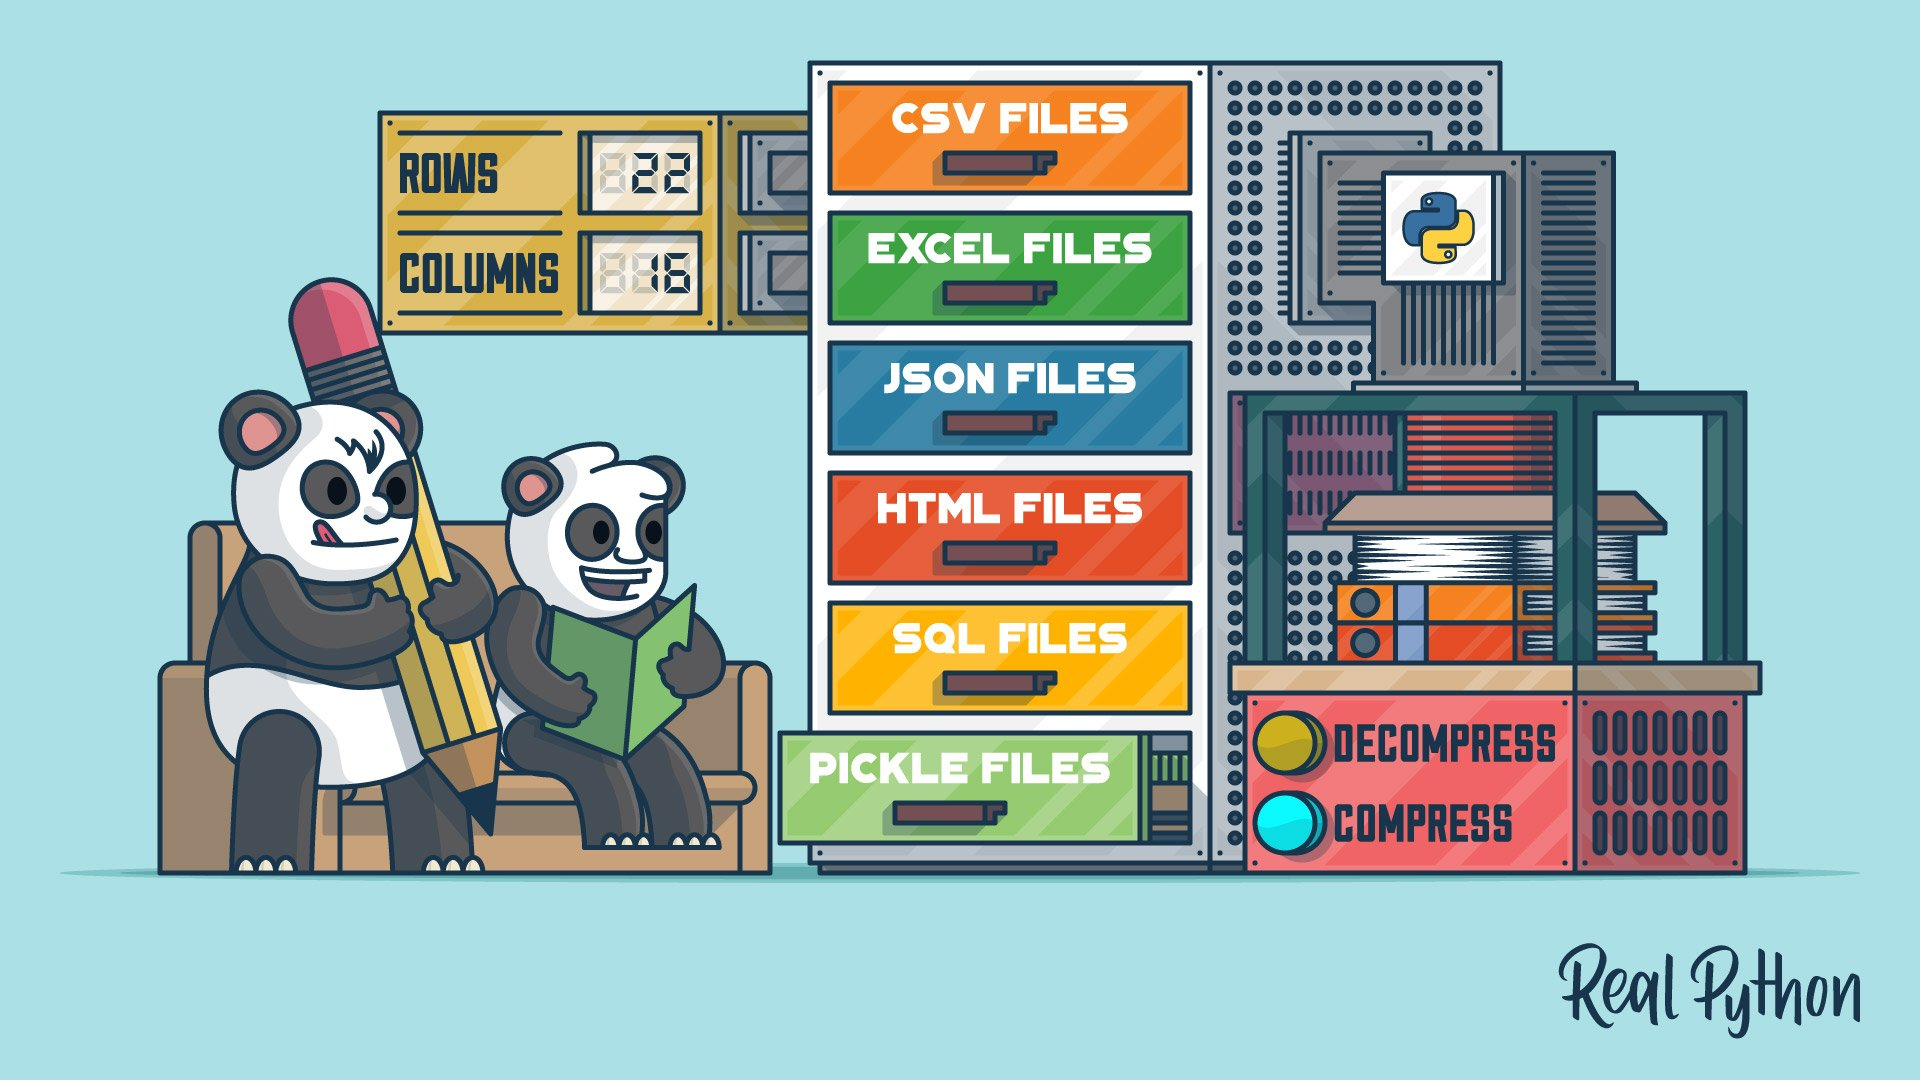 ROWS 22
COLUMNS 16
CSV FILES
EXCEL FILES
JSON FILES
HTML FILES
SQL FILES
PICKLE FILES
DECOMPRESS
COMPRESS
Real Python